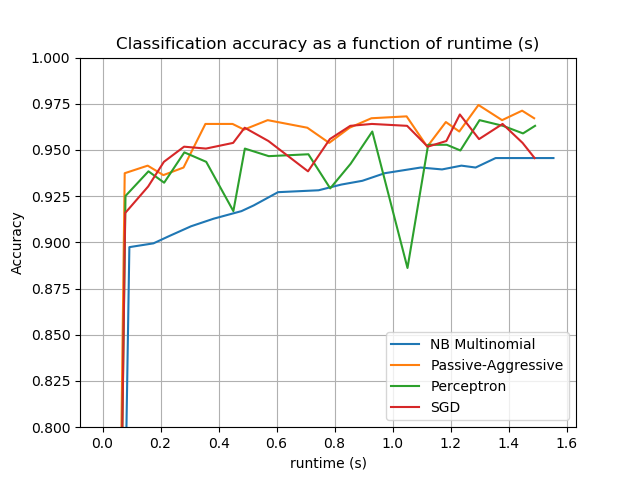 Classification accuracy as a function of runtime (s)
1.000
0.975
0.950
0.925
0.900
0.875
0.850
0.825
0.800
Accuracy
NB Multinomial
Passive-Aggressive
Perceptron
SGD
0.0 0.2 0.4 0.6 0.8 1.0 1.2 1.4 1.6
runtime (s)